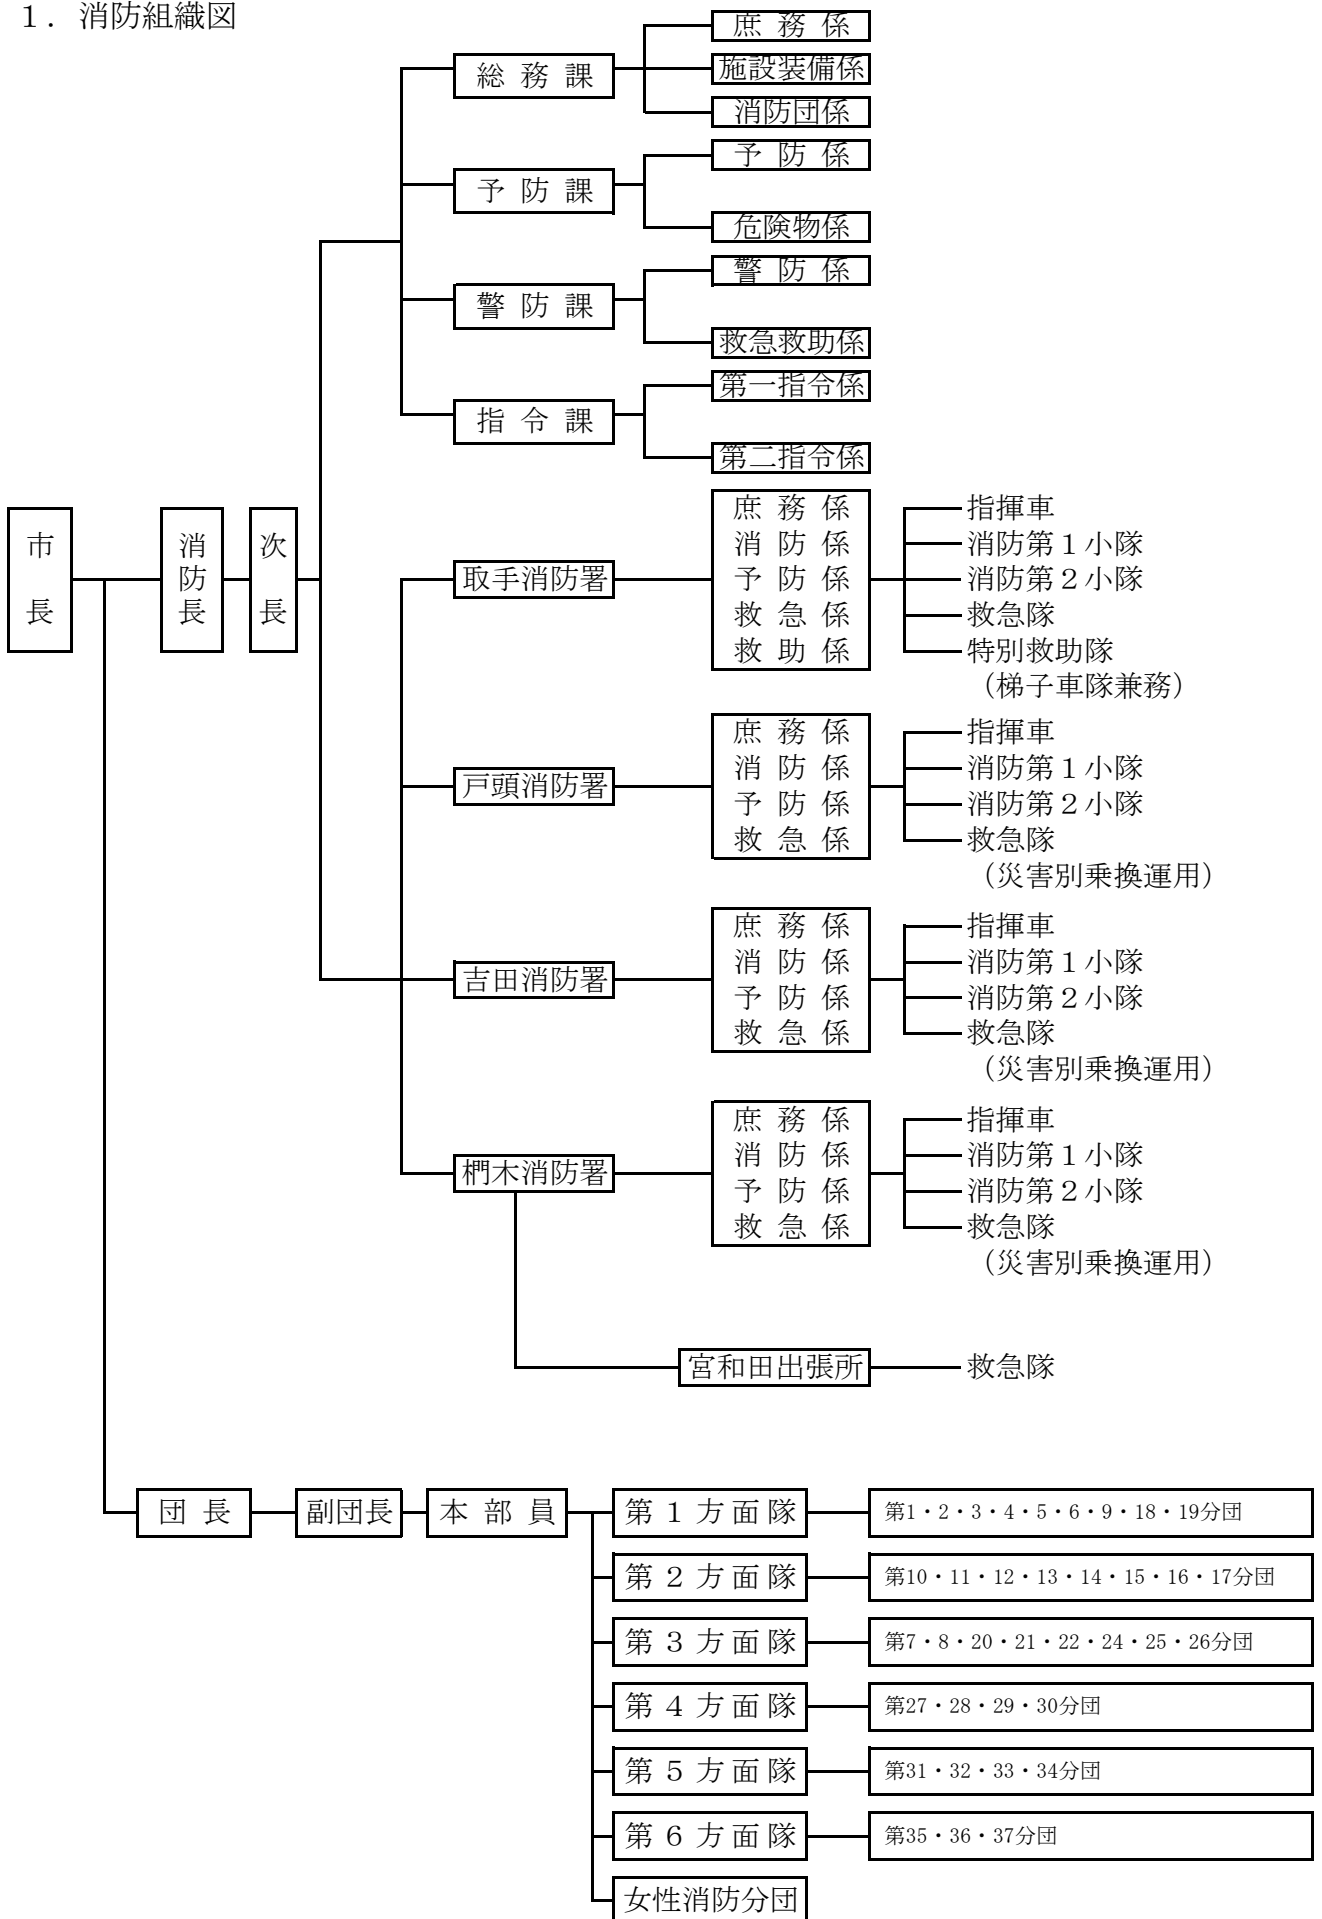 １．消防組織図
庶務係
総務課
施設装備係
消防団係
予防係
予防課
危険物係
警防係
警防課
救急救助係
第一指令係
指令課
第二指令係
市長
消防長
次長
取手消防署
庶務係
消防係
予防係
救急係
救助係
指揮車
消防第１小隊
消防第２小隊
救急隊
特別救助隊
（梯子車隊兼務）
戸頭消防署
庶務係
消防係
予防係
救急係
指揮車
消防第１小隊
消防第２小隊
救急隊
（災害別乗換運用）
吉田消防署
庶務係
消防係
予防係
救急係
指揮車
消防第１小隊
消防第２小隊
救急隊
（災害別乗換運用）
椚木消防署
庶務係
消防係
予防係
救急係
指揮車
消防第１小隊
消防第２小隊
救急隊
（災害別乗換運用）
宮和田出張所
救急隊
団長
副団長
本部員
第１方面隊
第1・2・3・4・5・6・9・18・19分団
第２方面隊
第10・11・12・13・14・15・16・17分団
第３方面隊
第7・8・20・21・22・24・25・26分団
第４方面隊
第27・28・29・30分団
第５方面隊
第31・32・33・34分団
第６方面隊
第35・36・37分団
女性消防分団